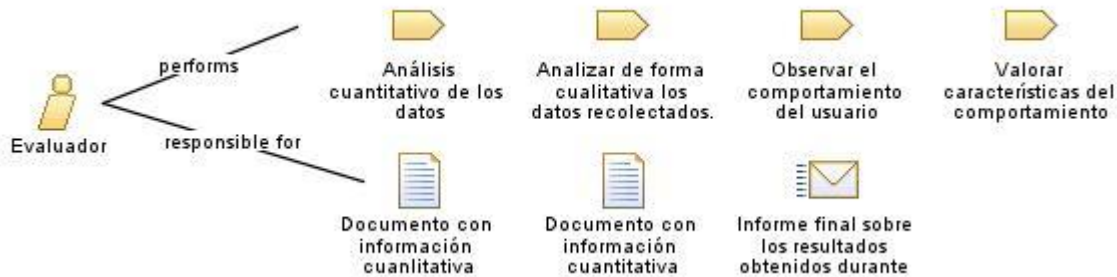 performs
Análisis
cuantitativo de los
datos
Analizar de forma
cualitativa los
datos recolectados.
Observar el
comportamiento
del usuario
Valorar
características del
comportamiento
Evaluador
responsible for
Documento con
información
cuanlitativa
Documento con
información
cuantitativa
Informe final sobre
los resultados
obtenidos durante